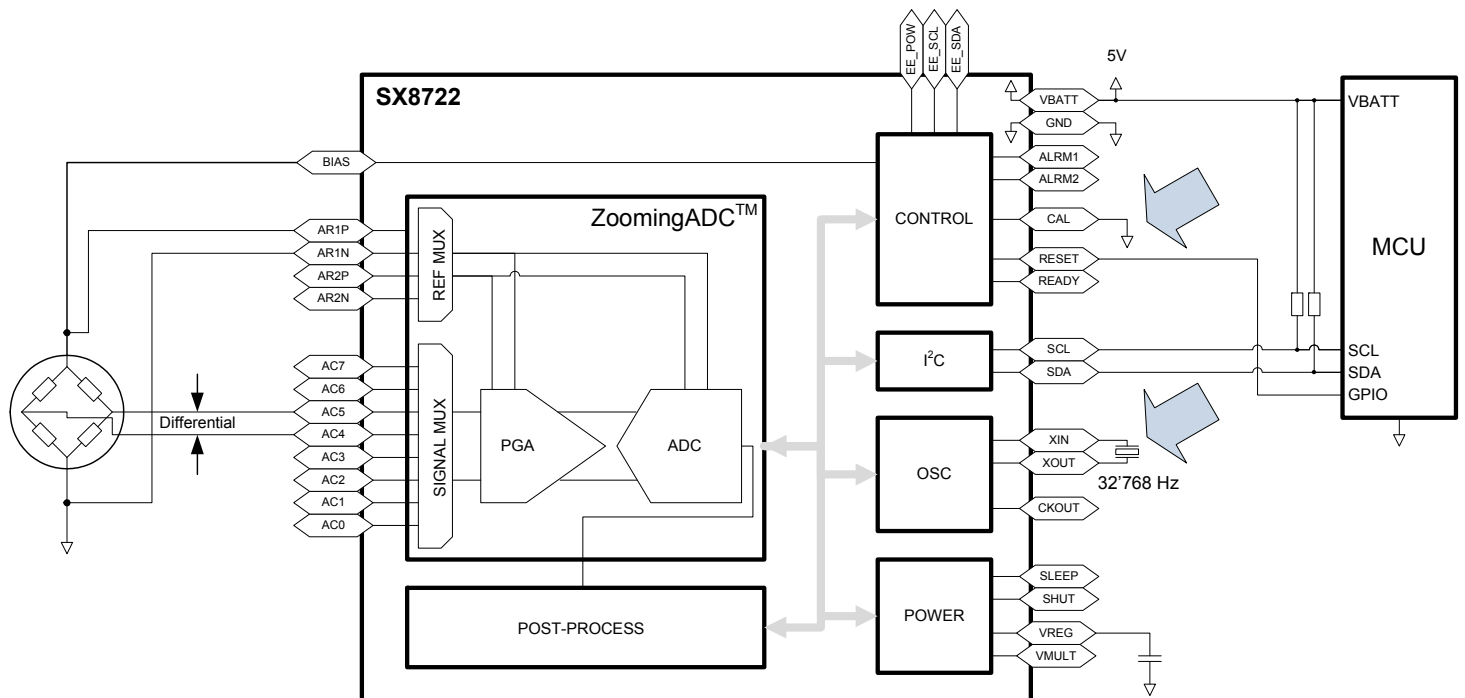 EE_POW
EE_SCL
EE_SDA
5V
SX8722
VBATT
VBATT
GND
BIAS
ALRM1
ALRM2
ZoomingADC™
CONTROL
CAL
MCU
AR1P
AR1N
AR2P
AR2N
REF MUX
RESET
READY
I²C
SCL
SDA
SCL
SDA
GPIO
AC7
AC6
AC5
AC4
AC3
AC2
AC1
AC0
Differential
SIGNAL MUX
PGA
ADC
OSC
XIN
XOUT
32’768 Hz
CKOUT
POST-PROCESS
POWER
SLEEP
SHUT
VREG
VMULT